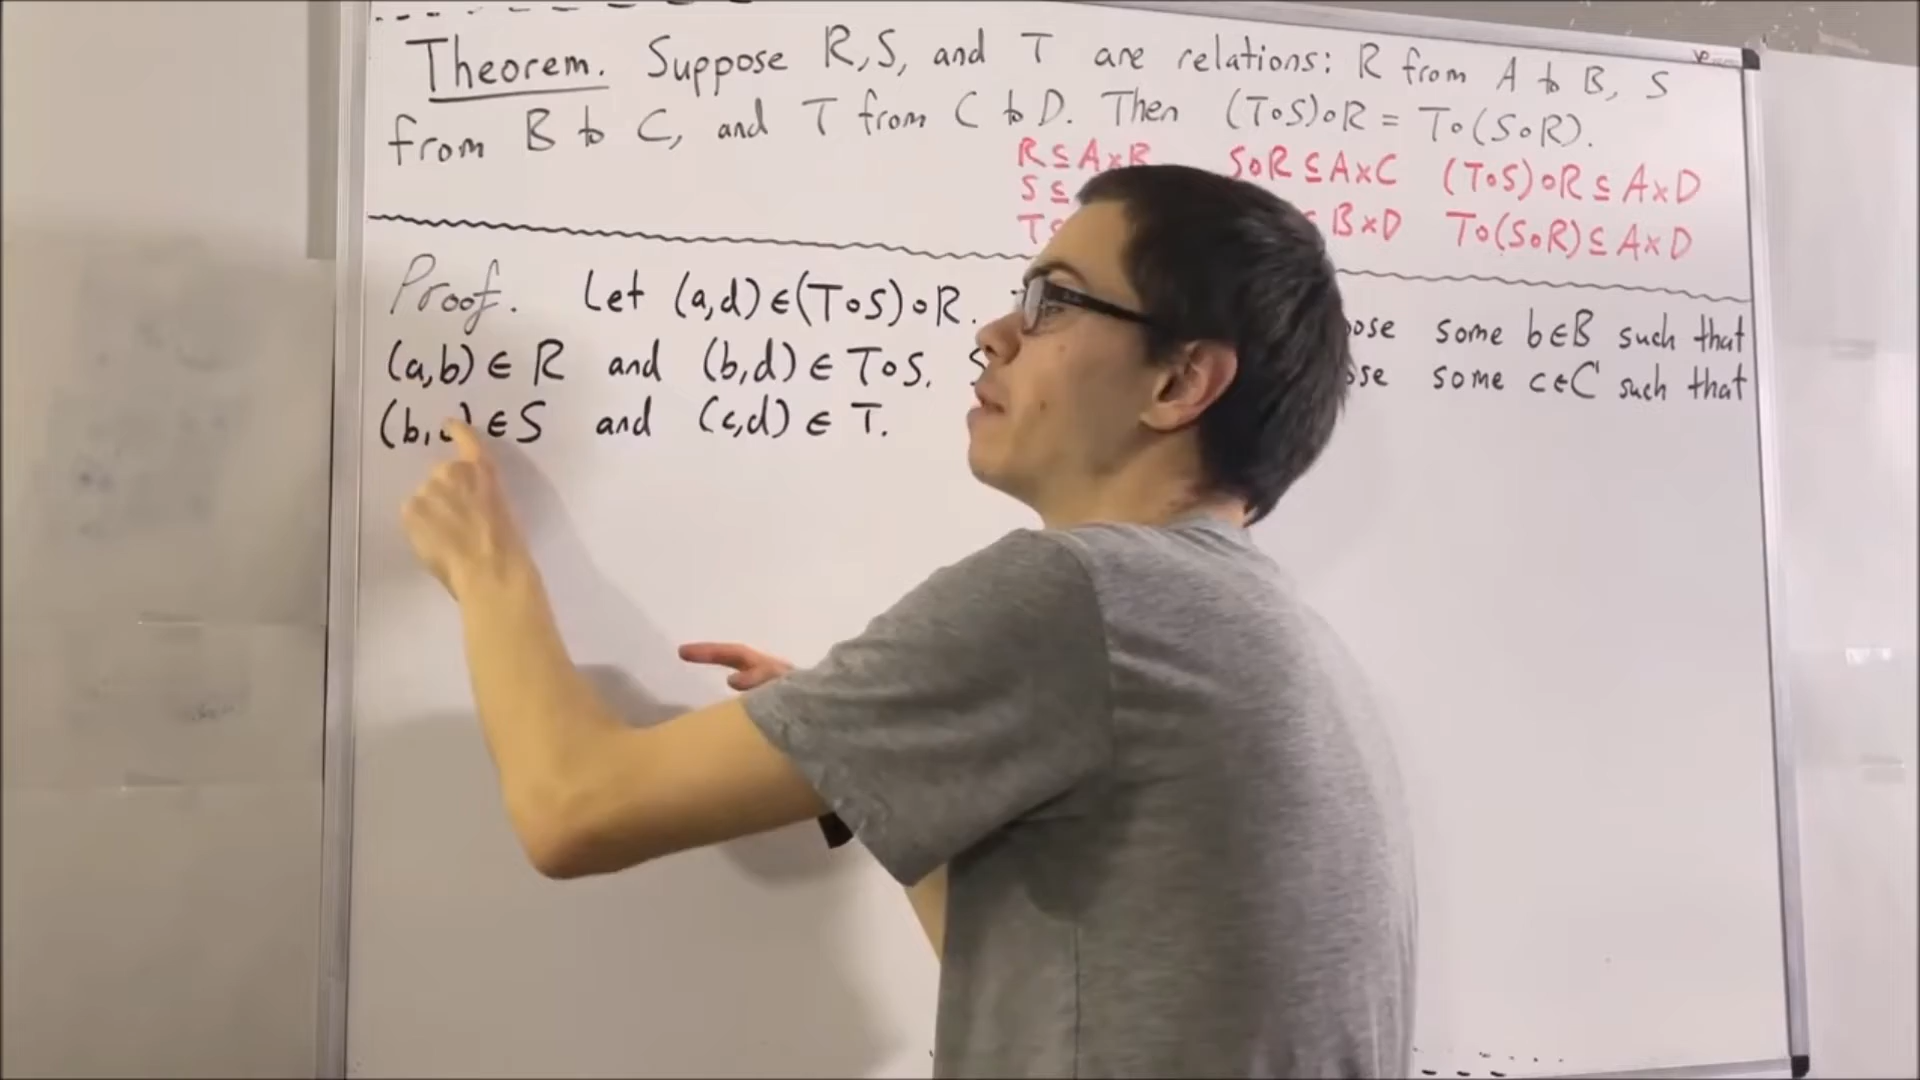 Theorem. Suppose R, S, and T are relations: R from A to B, S
from B to C, and T from C to D. Then (T∘S)∘R = T∘(S∘R).
R ⊆ A×B S∘R ⊆ A×C (T∘S)∘R ⊆ A×D
S ⊆ ⊆ B×D T∘(S∘R) ⊆ A×D
T ⊆
Proof. Let (a,d) ∈ (T∘S)∘R. some b∈B such that
(a,b) ∈ R and (b,d) ∈ T∘S. some c∈C such that
(b,c) ∈ S and (c,d) ∈ T.